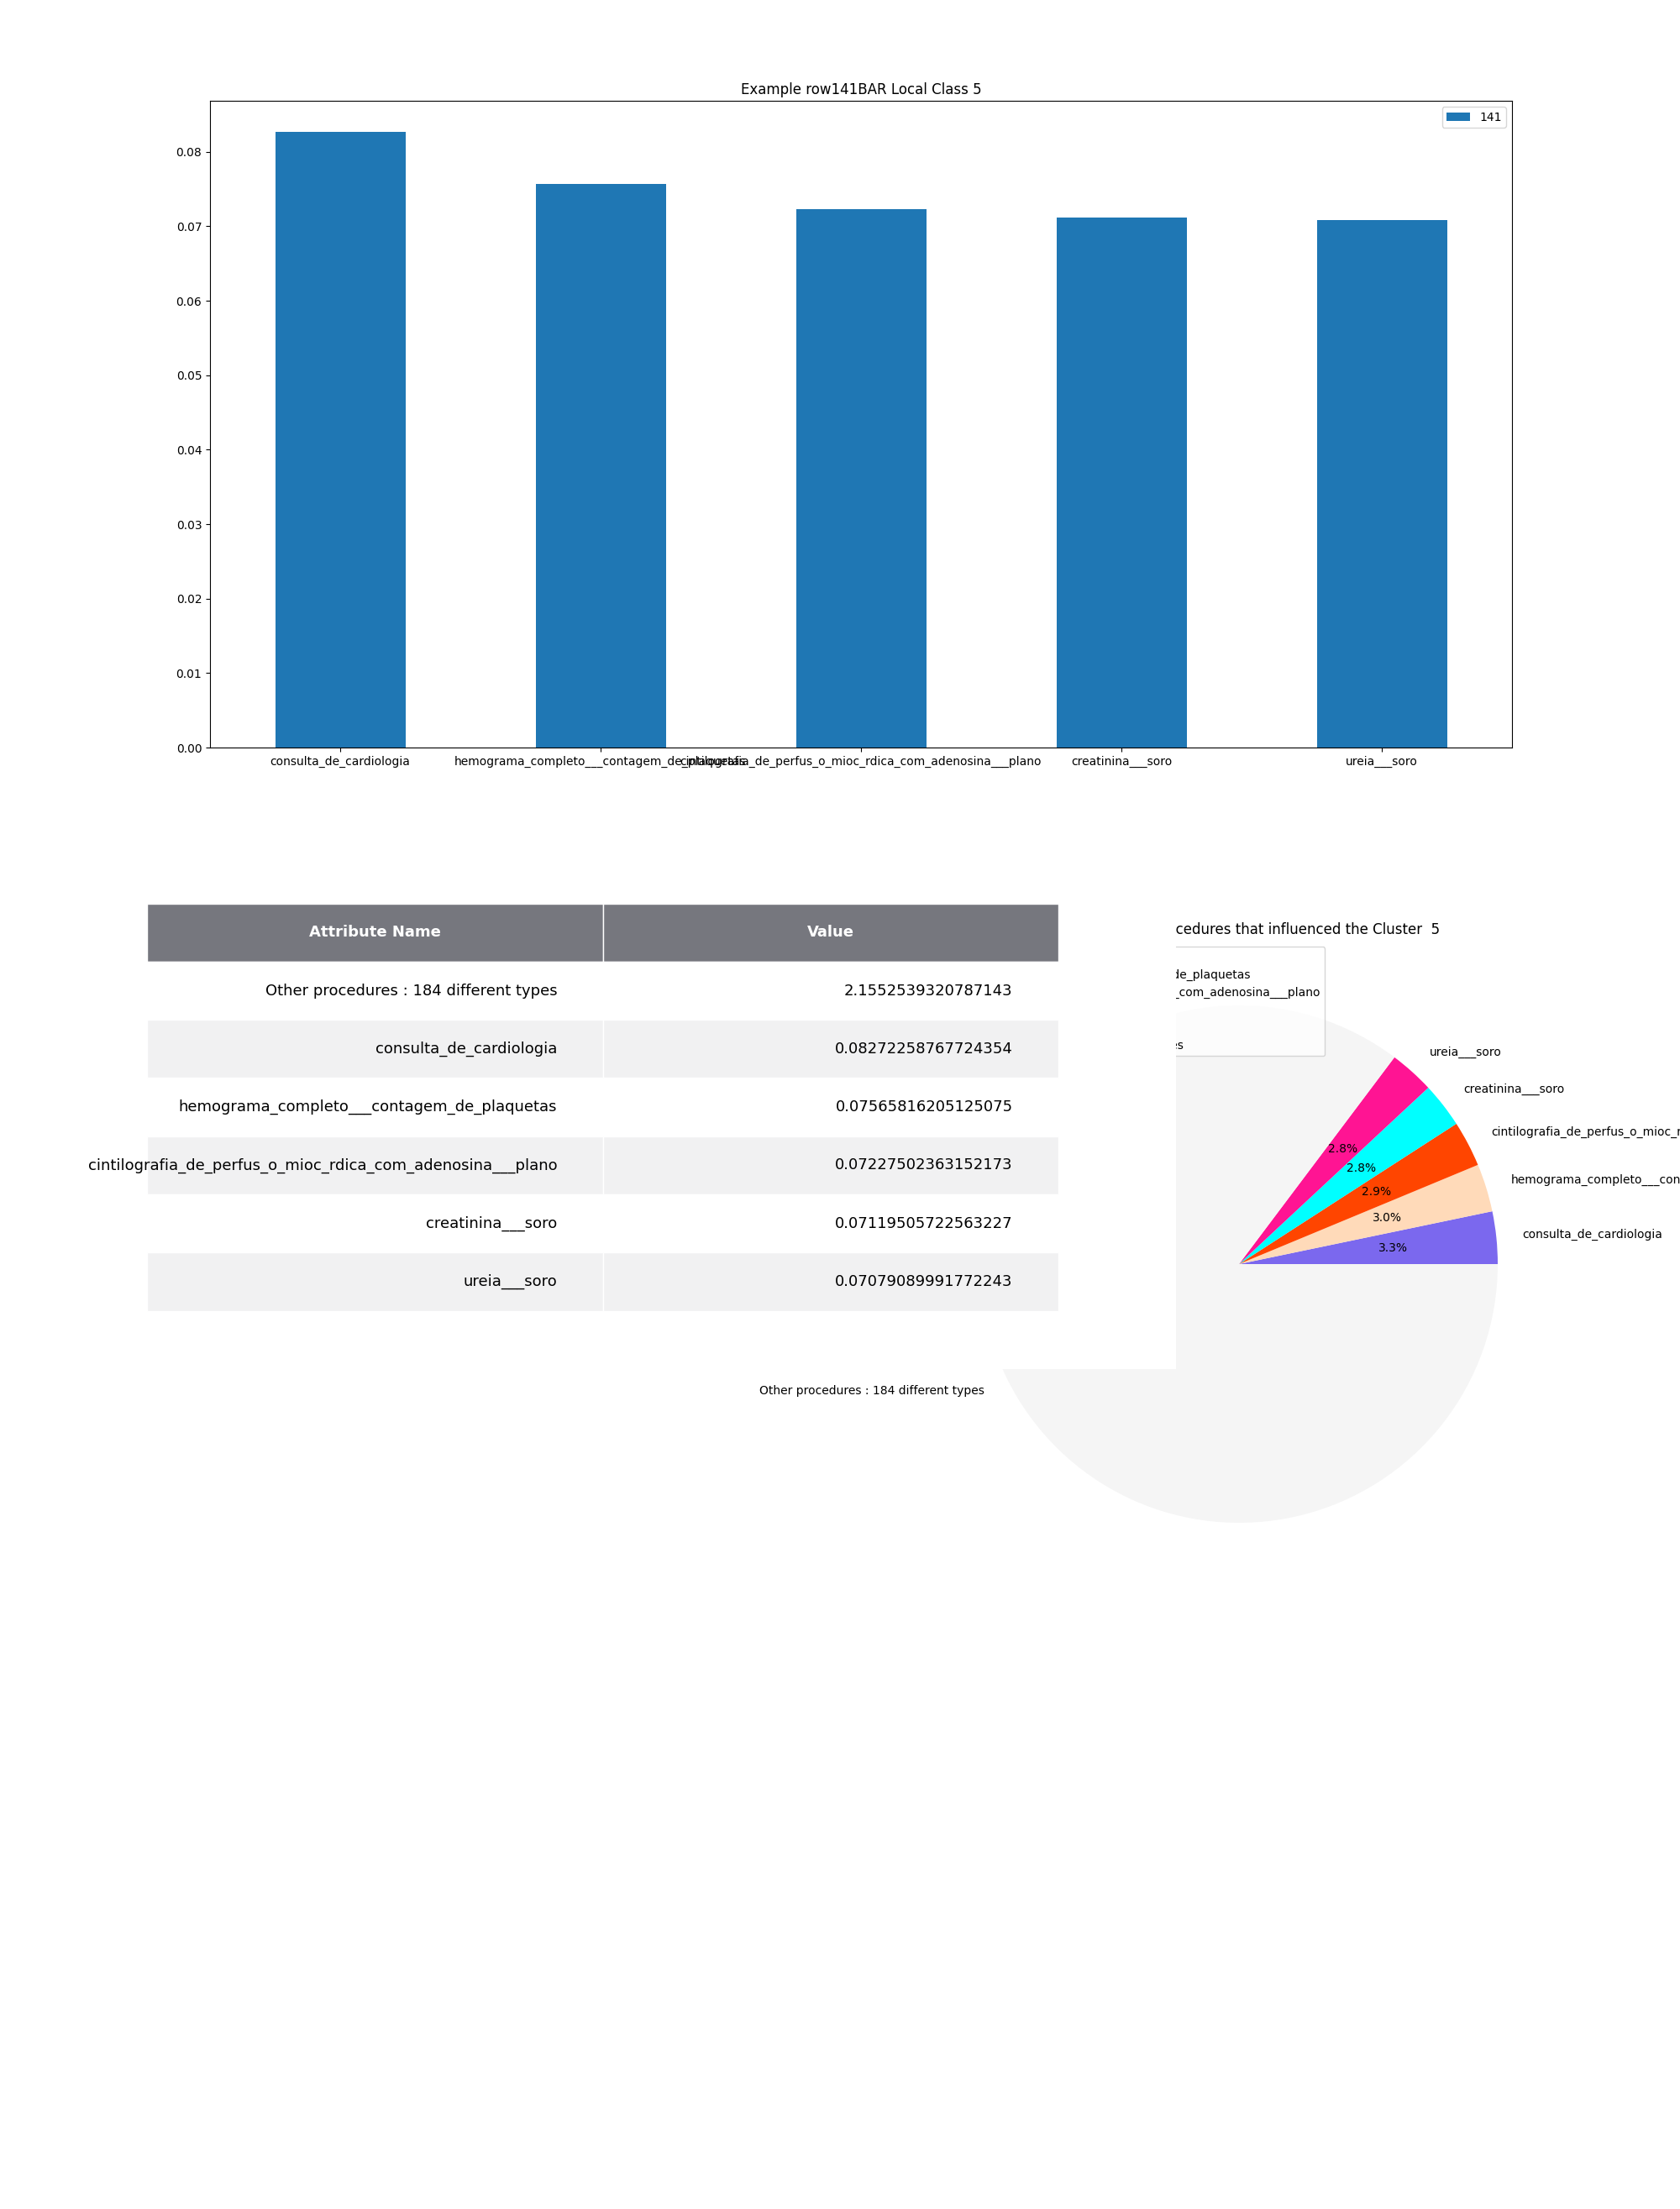 Example row141BAR Local Class 5
141
0.08
0.07
0.06
0.05
0.04
0.03
0.02
0.01
0.00
consulta_de_cardiologia
hemograma_completo___contagem_de_plaquetas
cintilografia_de_perfus_o_mioc_rdica_com_adenosina___plano
creatinina___soro
ureia___soro
Attribute Name Value
Other procedures : 184 different types 2.1552539320787143
consulta_de_cardiologia 0.08272258767724354
hemograma_completo___contagem_de_plaquetas 0.07565816205125075
cintilografia_de_perfus_o_mioc_rdica_com_adenosina___plano 0.07227502363152173
creatinina___soro 0.07119505722563227
ureia___soro 0.07079089991772243
cedures that influenced the Cluster  5
de_plaquetas
_com_adenosina___plano
es
ureia___soro
creatinina___soro
cintilografia_de_perfus_o_mioc_r
hemograma_completo___con
consulta_de_cardiologia
2.8%
2.8%
2.9%
3.0%
3.3%
Other procedures : 184 different types